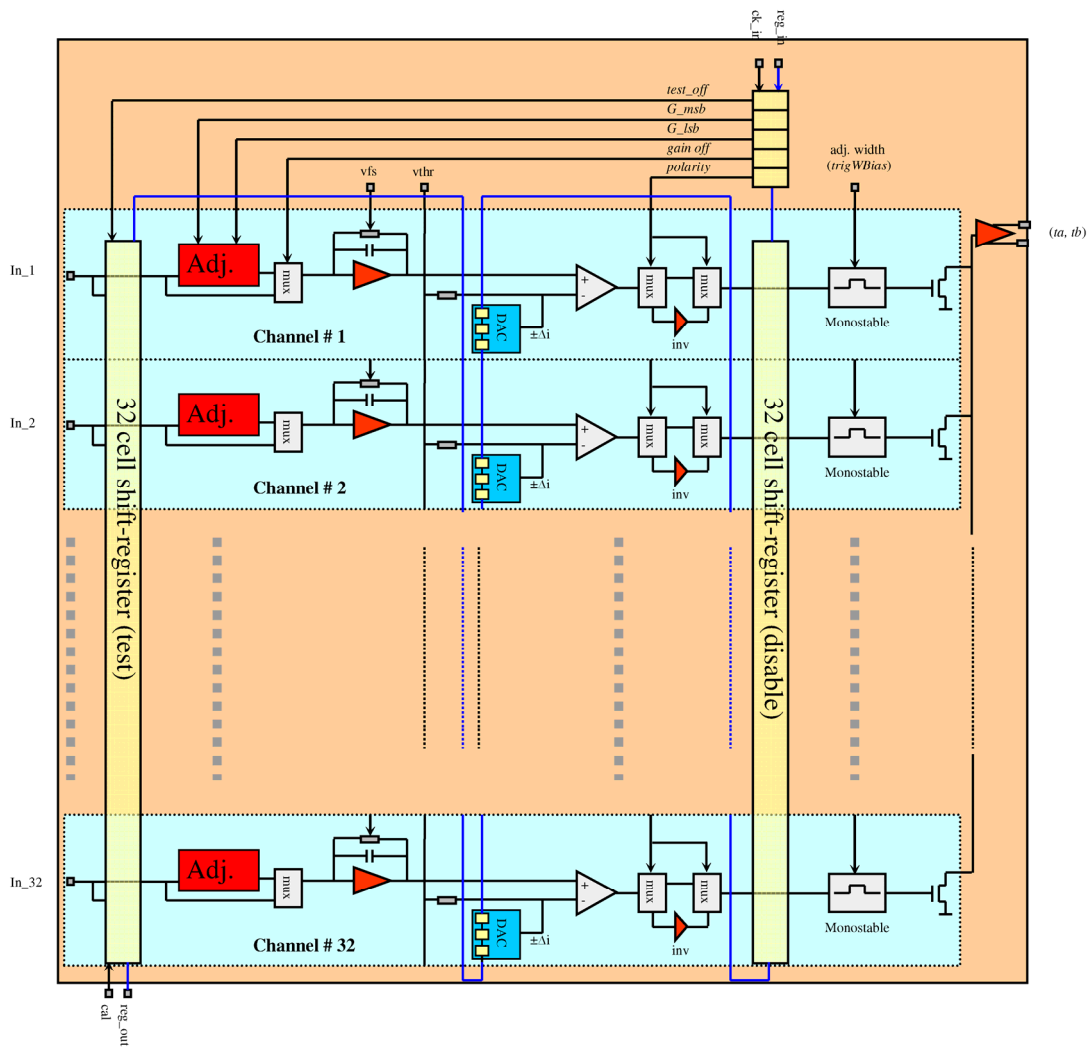 ck_in
reg_in
test_off
G_msb
G_lsb
gain off
polarity
adj. width
(trigWBias)
vfs
vthr
(ta, tb)
In_1
Adj.
mux
+
-
mux
mux
DAC
±Δi
inv
Monostable
Channel # 1
In_2
Adj.
mux
+
-
mux
mux
DAC
±Δi
inv
Monostable
Channel # 2
32 cell shift-register (test)
32 cell shift-register (disable)
In_32
Adj.
mux
+
-
mux
mux
DAC
±Δi
inv
Monostable
Channel # 32
cal
reg_out